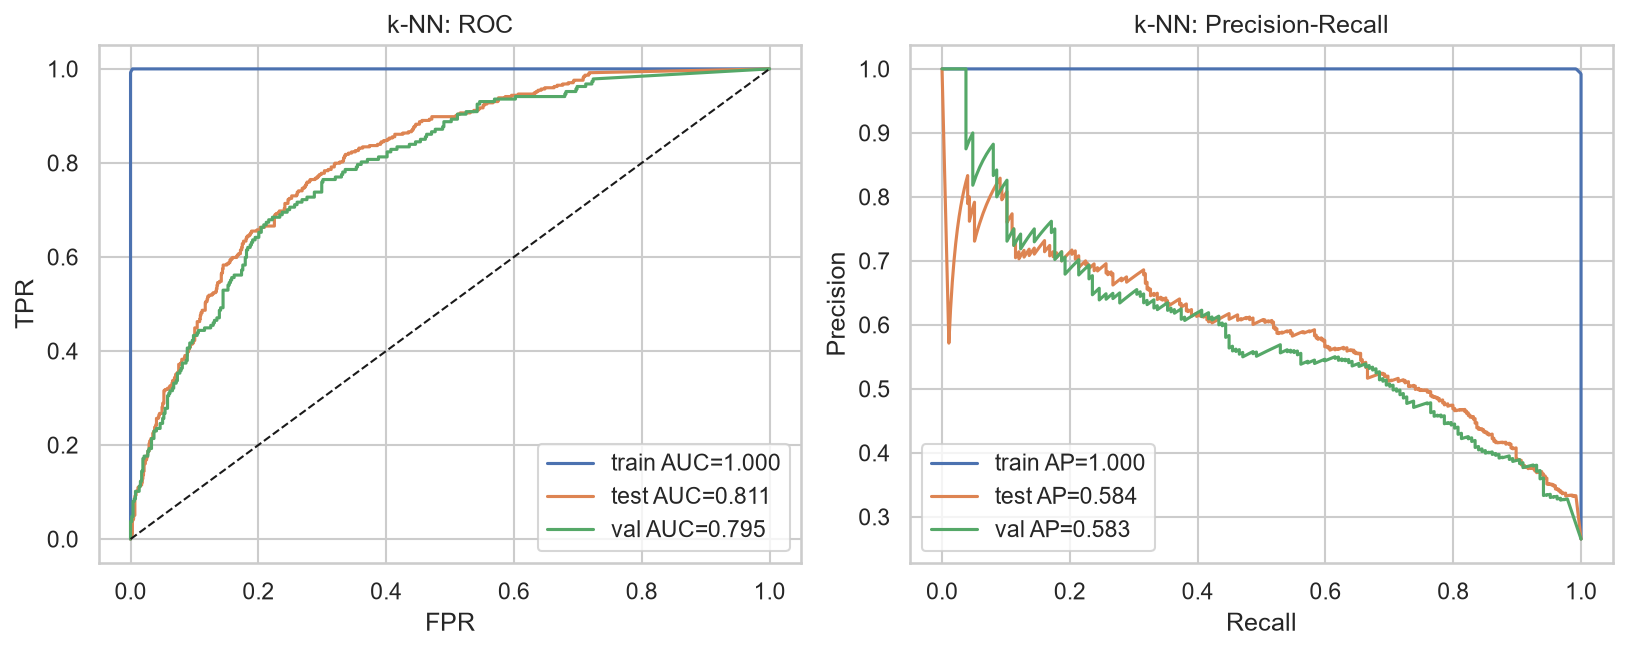 k-NN: ROC
1.0
0.8
0.6
0.4
0.2
0.0
TPR
0.0 0.2 0.4 0.6 0.8 1.0
FPR
train AUC=1.000
test AUC=0.811
val AUC=0.795
k-NN: Precision-Recall
1.0
0.9
0.8
0.7
0.6
0.5
0.4
0.3
Precision
0.0 0.2 0.4 0.6 0.8 1.0
Recall
train AP=1.000
test AP=0.584
val AP=0.583